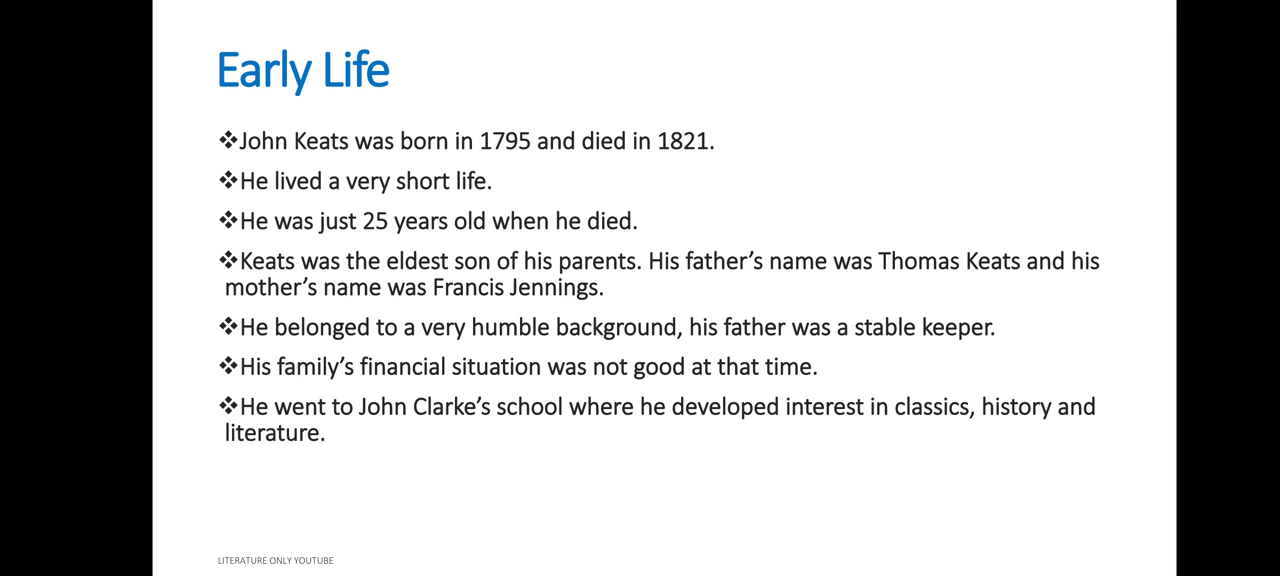 Early Life
❖John Keats was born in 1795 and died in 1821.
❖He lived a very short life.
❖He was just 25 years old when he died.
❖Keats was the eldest son of his parents. His father’s name was Thomas Keats and his
mother’s name was Francis Jennings.
❖He belonged to a very humble background, his father was a stable keeper.
❖His family’s financial situation was not good at that time.
❖He went to John Clarke’s school where he developed interest in classics, history and
literature.
LITERATURE ONLY YOUTUBE